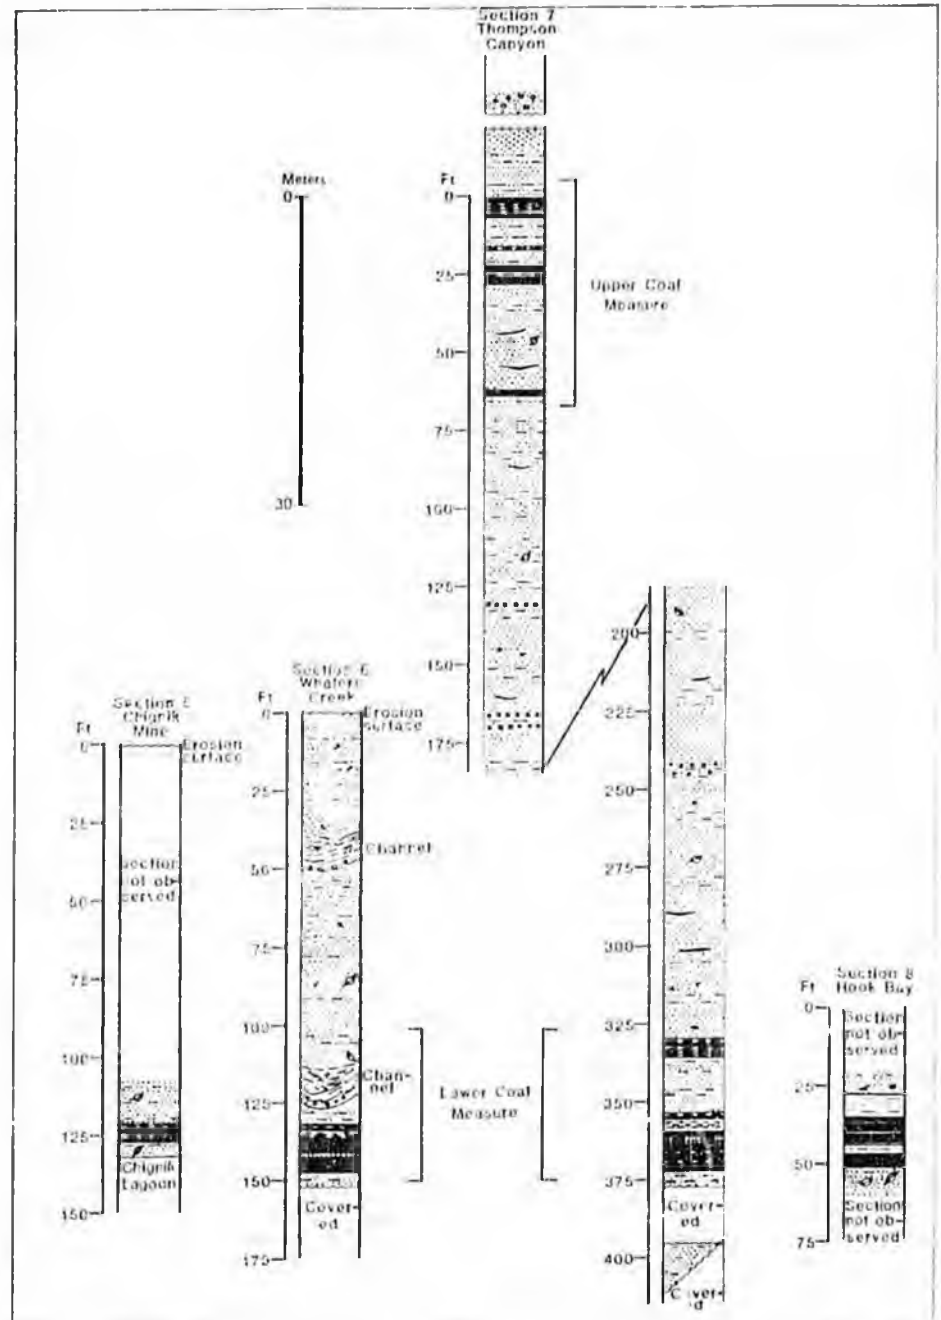 Section 7
Thompson
Canyon
Meters
0
30
Ft
0
25
50
75
100
125
150
175
Upper Coal
Measure
200
225
250
275
300
325
350
375
400
Cover-
ed
Cover-
Section
Chignik
Mine
Ft
0
25
50
75
100
125
150
Erosion
surface
Section
not ob-
served
Chignik
Lagoon
Section 6
Creek
Ft
0
25
50
75
100
125
150
175
Erosion
surface
Channel
Chan-
nel
Cover-
ed
Lower Coal
Measure
Section 8
Hook Bay
Ft
0
25
50
75
Section
not ob-
served
Section
not ob-
served